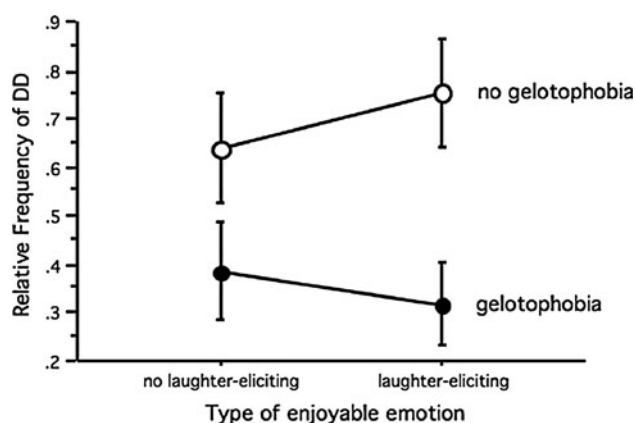 Relative Frequency of DD
.9
.8
.7
.6
.5
.4
.3
.2
no gelotophobia
gelotophobia
no laughter-eliciting
laughter-eliciting
Type of enjoyable emotion